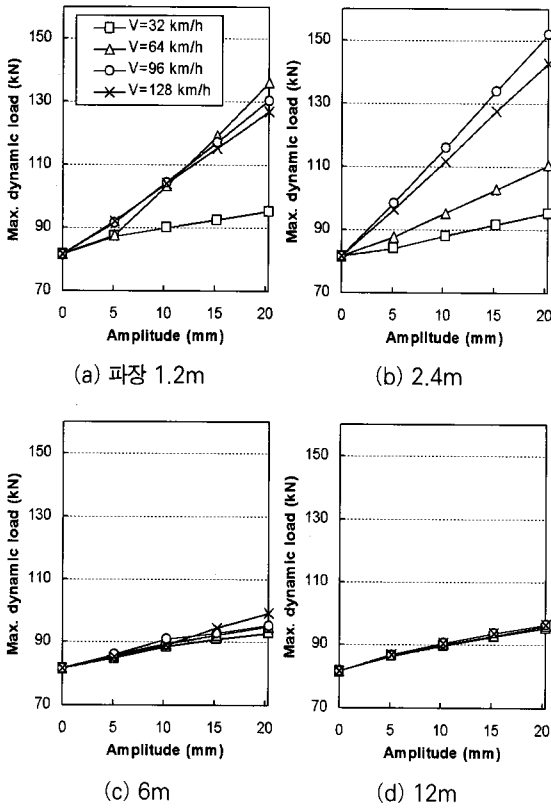 V=32 km/h
V=64 km/h
V=96 km/h
V=128 km/h
Max. dynamic load (kN)
150
130
110
90
70
0 5 10 15 20
Amplitude (mm)
(a) 파장 1.2m
Max. dynamic load (kN)
150
130
110
90
70
0 5 10 15 20
Amplitude (mm)
(b) 2.4m
Max. dynamic load (kN)
150
130
110
90
70
0 5 10 15 20
Amplitude (mm)
(c) 6m
Max. dynamic load (kN)
150
130
110
90
70
0 5 10 15 20
Amplitude (mm)
(d) 12m